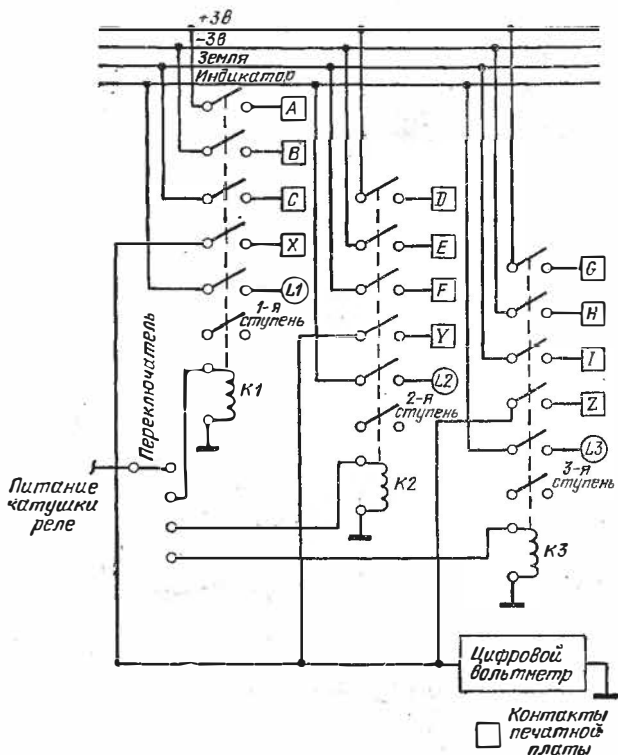 +3В
-3В
Земля
Индикатор
A
B
C
X
L1
1-я
ступень
K1
D
E
F
Y
L2
2-я
ступень
K2
G
H
I
Z
L3
3-я
ступень
K3
Переключатель
Питание
катушки
реле
Цифровой
вольтметр
Контакты
печатной
платы